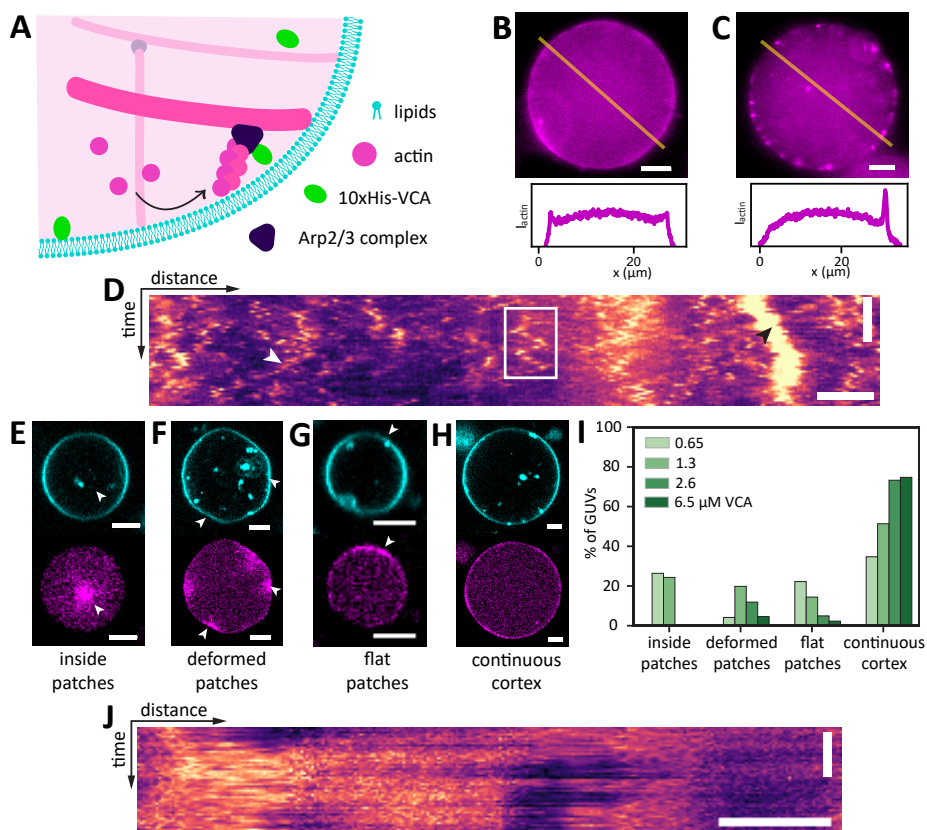 A
lipids
actin
10xHis-VCA
Arp2/3 complex
B
I_actin
0
20
x (μm)
C
I_actin
0
20
x (μm)
D
distance
time
E
inside
patches
F
deformed
patches
G
flat
patches
H
continuous
cortex
I
% of GUVs
100
80
60
40
20
0
0.65
1.3
2.6
6.5 μM VCA
inside
patches
deformed
patches
flat
patches
continuous
cortex
J
distance
time